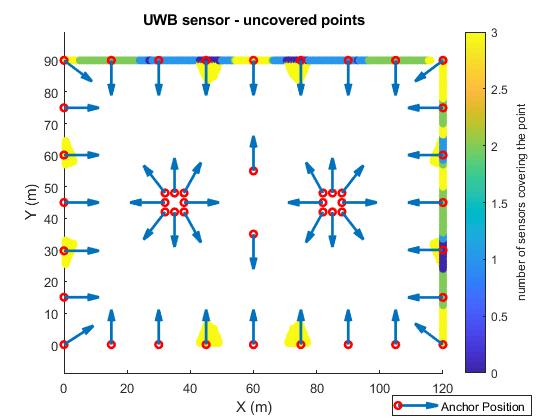 UWB sensor - uncovered points
90
80
70
60
50
40
30
20
10
0
Y (m)
0 20 40 60 80 100 120
X (m)
3
2.5
2
1.5
1
0.5
0
number of sensors covering the point
Anchor Position